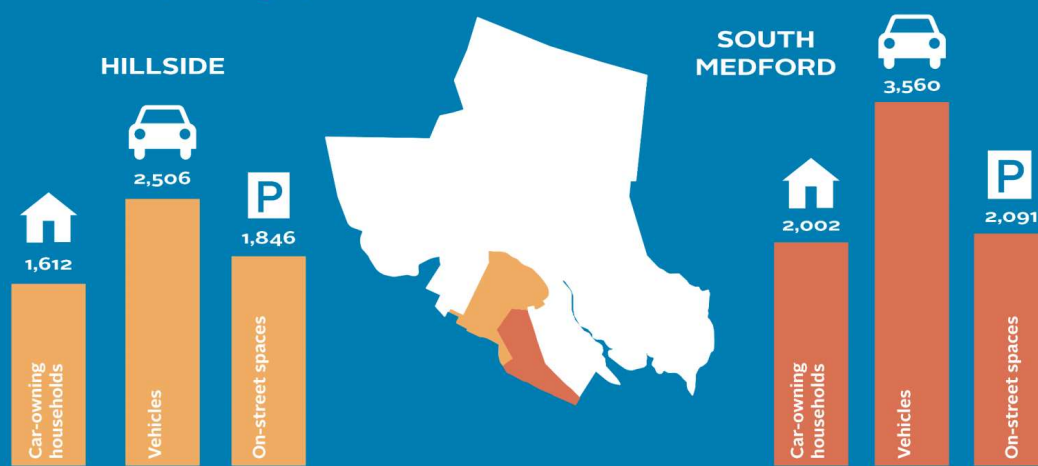 HILLSIDE
2,506
1,612
1,846
Car-owning
households
Vehicles
On-street spaces
SOUTH
MEDFORD
3,560
2,002
2,091
Car-owning
households
Vehicles
On-street spaces
P
P